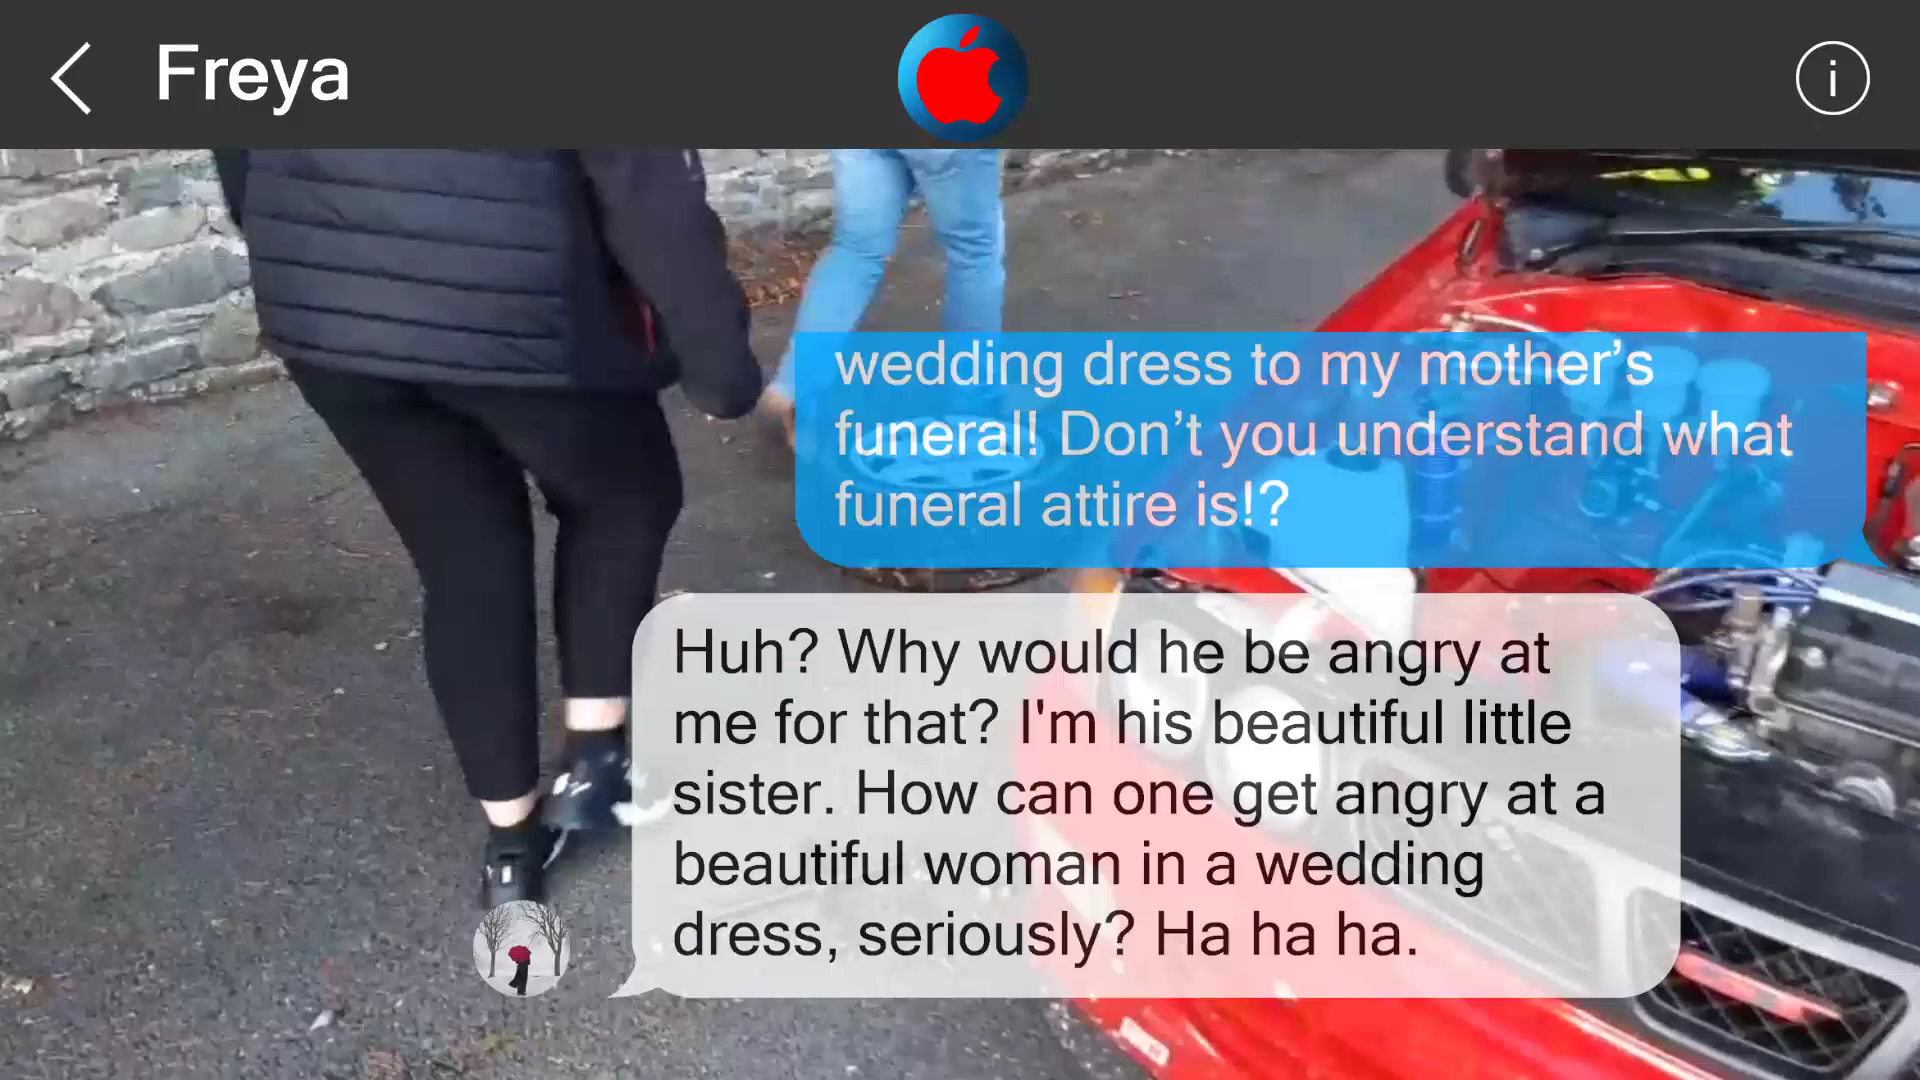 Freya
i
wedding dress to my mother’s
funeral! Don’t you understand what
funeral attire is!?
Huh? Why would he be angry at
me for that? I'm his beautiful little
sister. How can one get angry at a
beautiful woman in a wedding
dress, seriously? Ha ha ha.